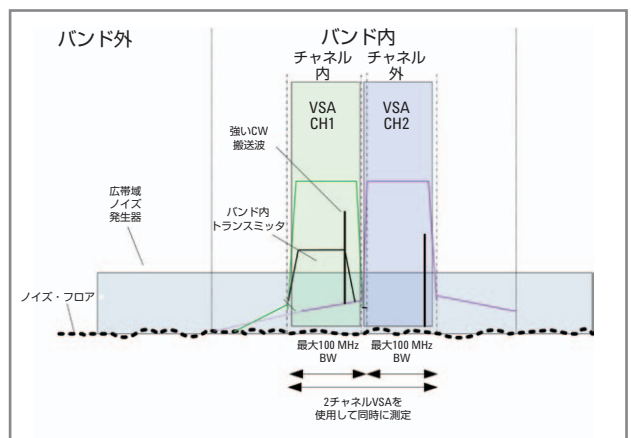 バンド外
バンド内
チャネル
内
チャネル
外
VSA
CH1
VSA
CH2
強いCW
搬送波
広帯域
ノイズ
発生器
バンド内
トランスミッタ
ノイズ・フロア
最大100 MHz
BW
最大100 MHz
BW
2チャネルVSAを
使用して同時に測定